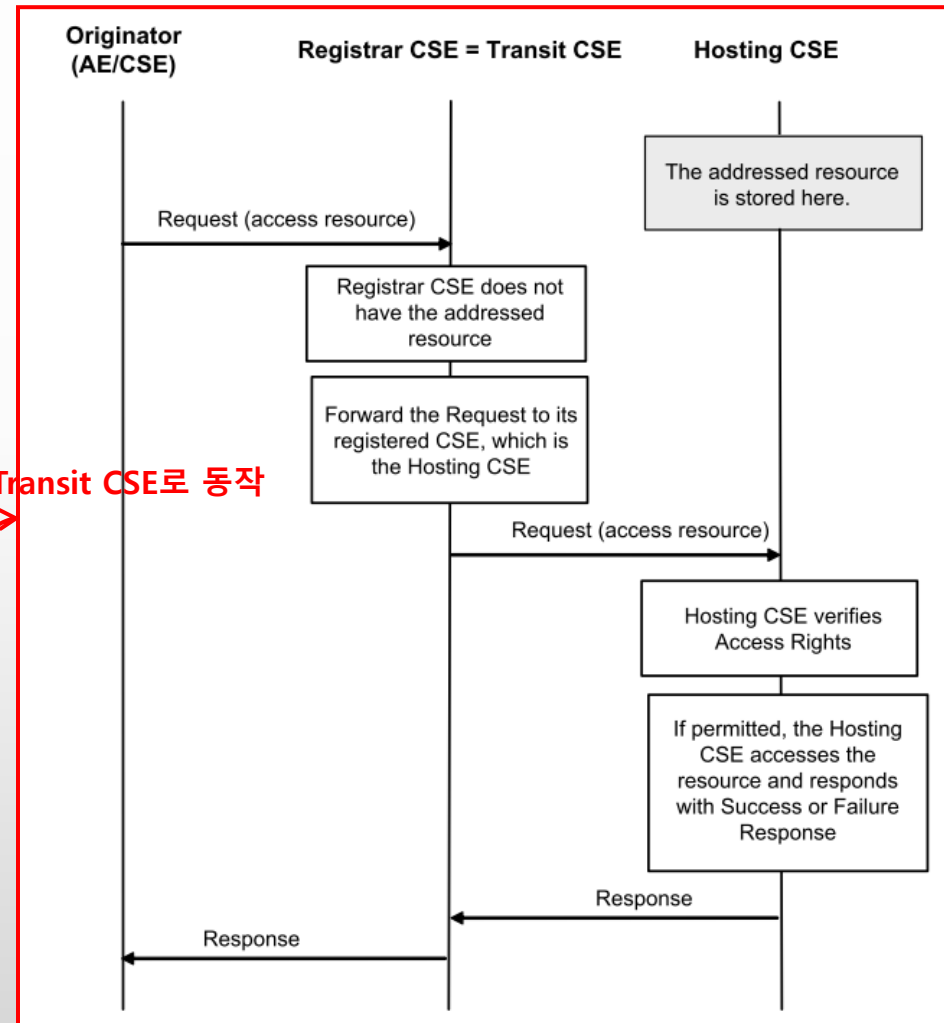 Originator
(AE/CSE)
Registrar CSE = Transit CSE
Hosting CSE
The addressed resource
is stored here.
Request (access resource)
Registrar CSE does not
have the addressed
resource
Forward the Request to its
registered CSE, which is
the Hosting CSE
Transit CSE로 동작
Request (access resource)
Hosting CSE verifies
Access Rights
If permitted, the Hosting
CSE accesses the
resource and responds
with Success or Failure
Response
Response
Response